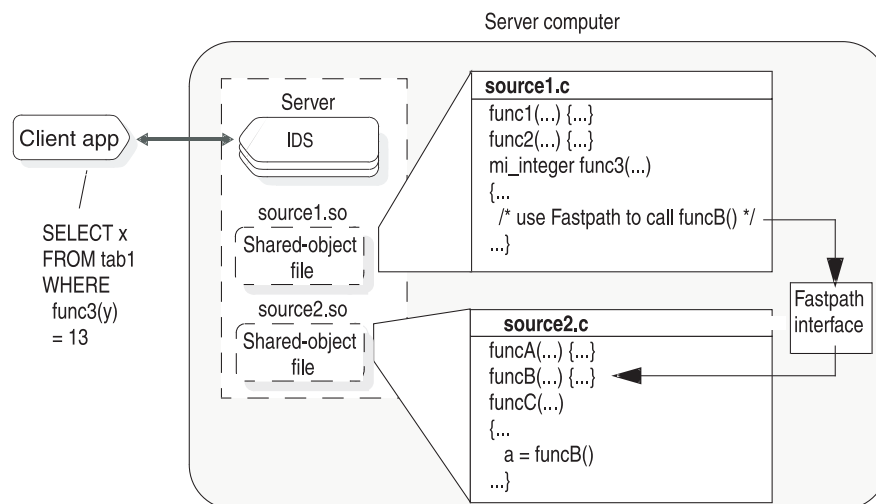 Server computer
Client app
SELECT x
FROM tab1
WHERE
func3(y)
= 13
Server
IDS
source1.so
Shared-object
file
source2.so
Shared-object
file
source1.c
func1(...) {...}
func2(...) {...}
mi_integer func3(...)
{...
/* use Fastpath to call funcB() */
...}
Fastpath
interface
source2.c
funcA(...) {...}
funcB(...) {...}
funcC(...)
{...
a = funcB()
...}